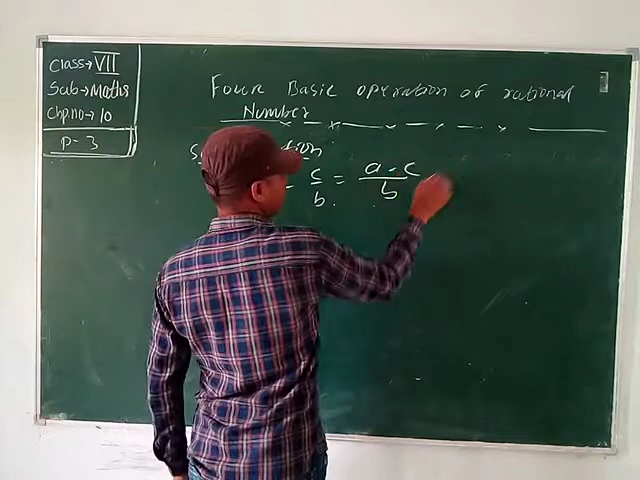 Class→VII
Sub→Maths
Chp.no→10
P-3
Four Basic operation of rational
Number
- c/b = a-c/b